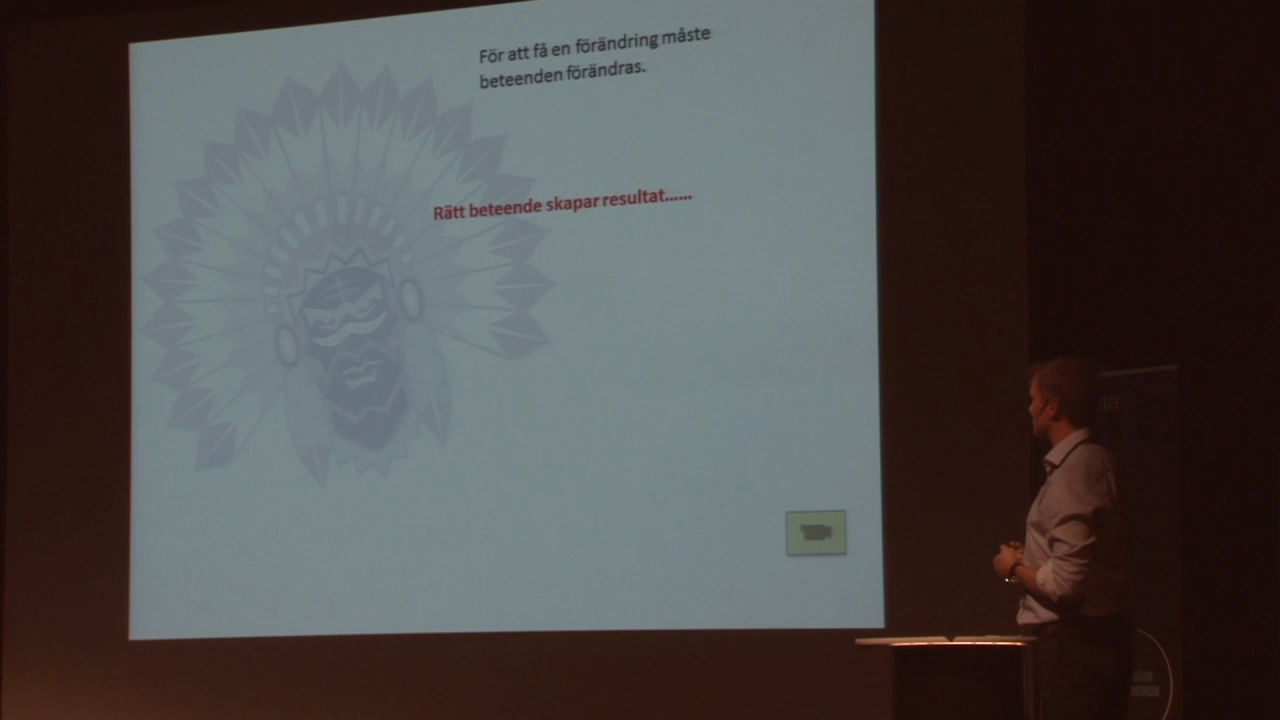 För att få en förändring måste
beteenden förändras.
Rätt beteende skapar resultat......